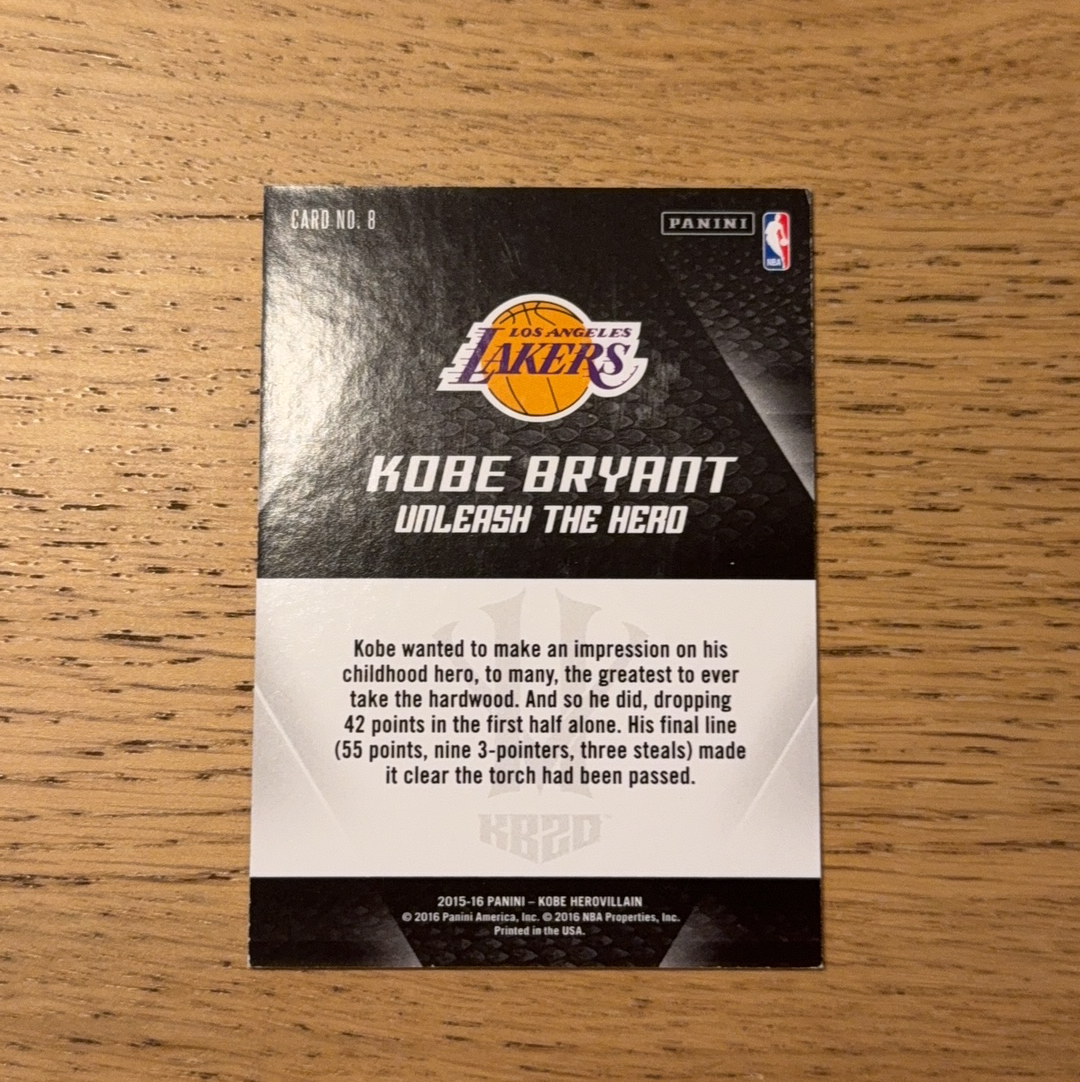 CARD NO. 8
PANINI
NBA
LOS ANGELES
LAKERS
KOBE BRYANT
UNLEASH THE HERO
Kobe wanted to make an impression on his
childhood hero, to many, the greatest to ever
take the hardwood. And so he did, dropping
42 points in the first half alone. His final line
(55 points, nine 3-pointers, three steals) made
it clear the torch had been passed.
KB20™
2015-16 PANINI – KOBE HEROVILLAIN
© 2016 Panini America, Inc. © 2016 NBA Properties, Inc.
Printed in the USA.